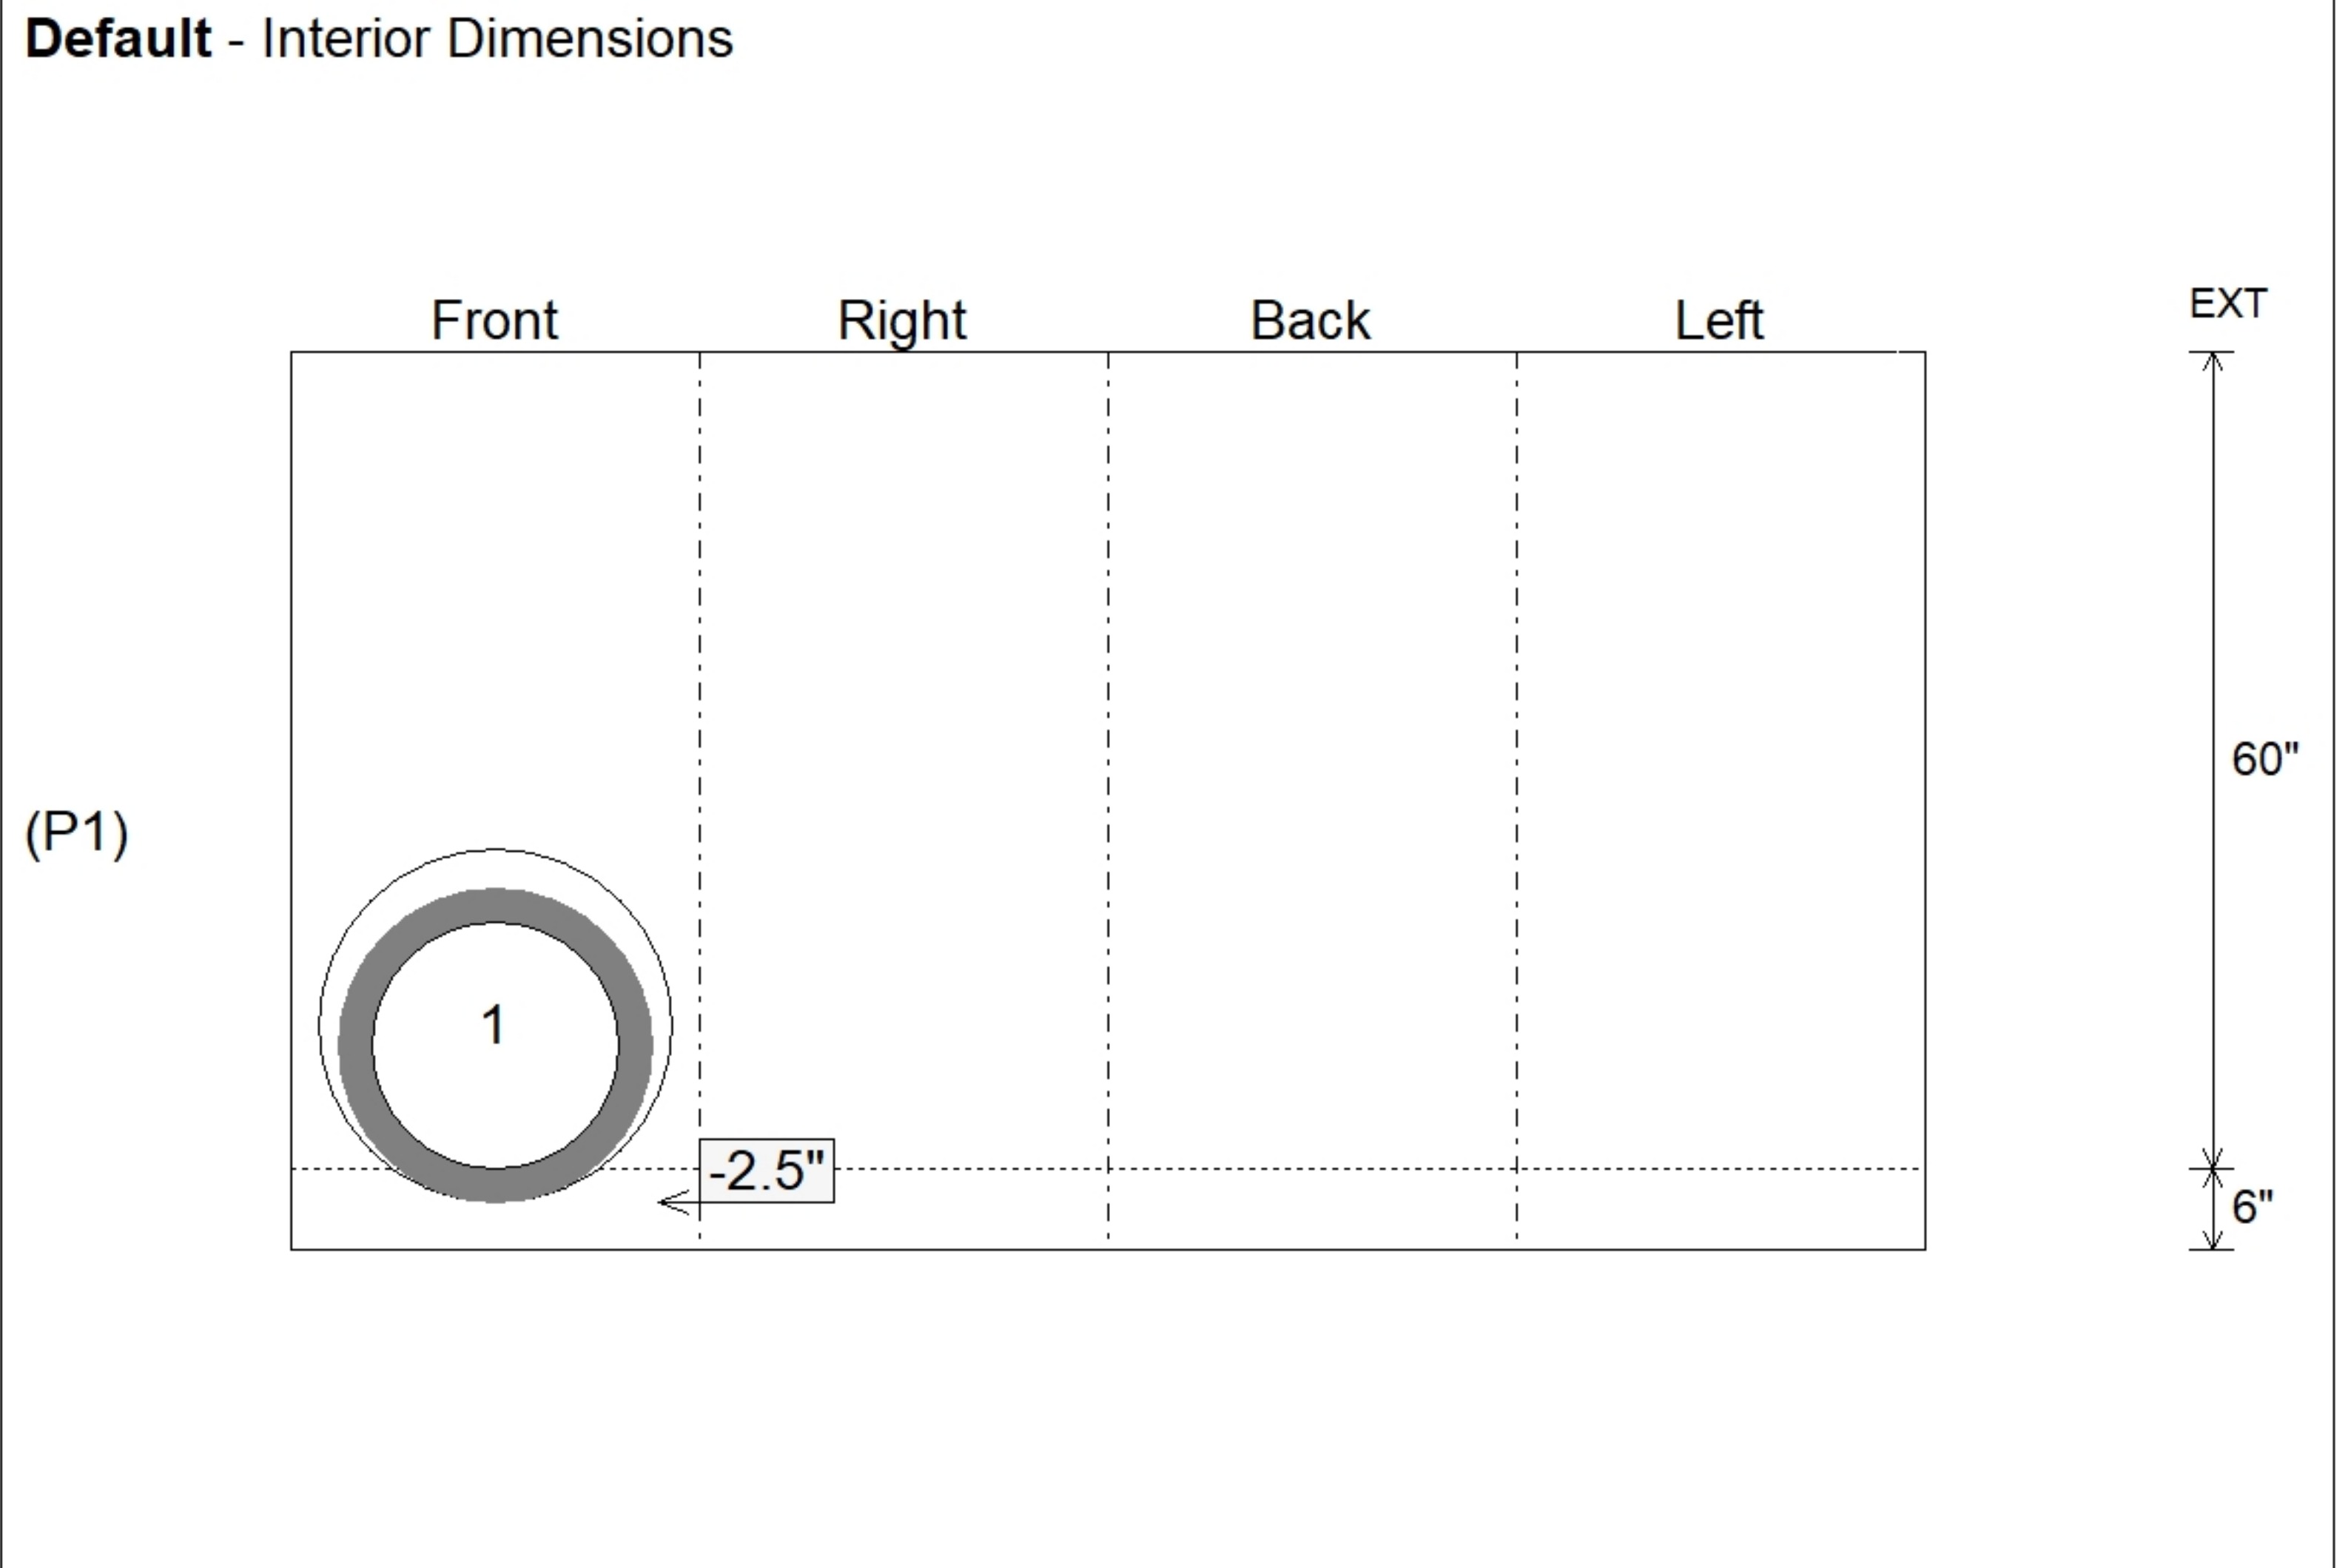 Default - Interior Dimensions
Front Right Back Left EXT
60"
(P1)
1
-2.5"
6"